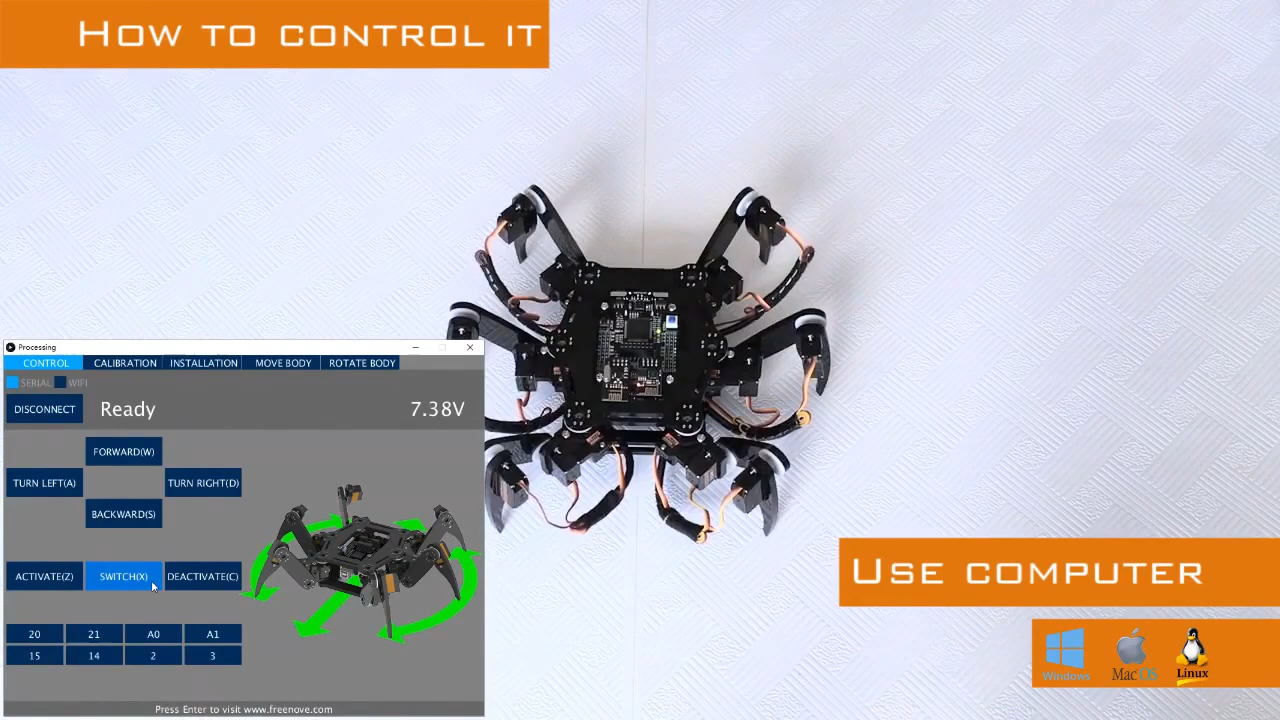 How to control it
Processing
CONTROL CALIBRATION INSTALLATION MOVE BODY ROTATE BODY
SERIAL WIFI
DISCONNECT Ready 7.38V
FORWARD(W)
TURN LEFT(A) TURN RIGHT(D)
BACKWARD(S)
ACTIVATE(Z) SWITCH(X) DEACTIVATE(C)
20 21 A0 A1
15 14 2 3
Press Enter to visit www.freenove.com
Use computer
Windows MacOS Linux